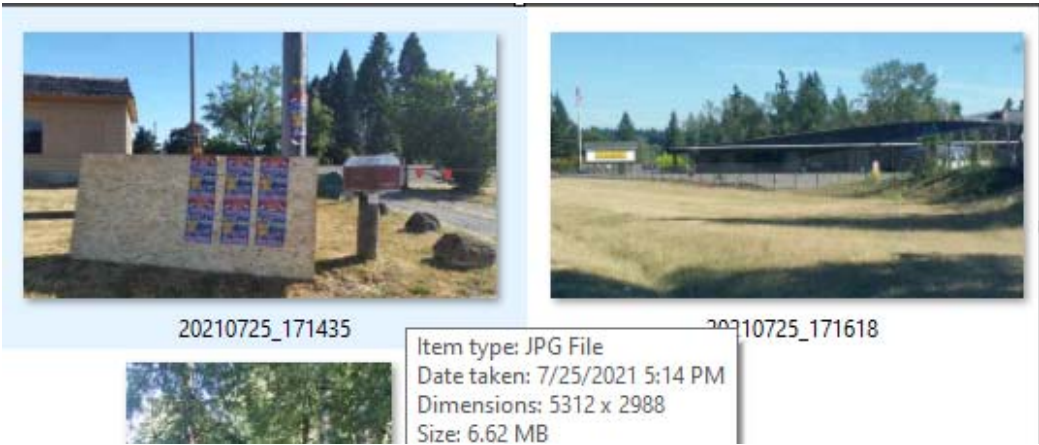 20210725_171435
20210725_171618
Item type: JPG File
Date taken: 7/25/2021 5:14 PM
Dimensions: 5312 x 2988
Size: 6.62 MB